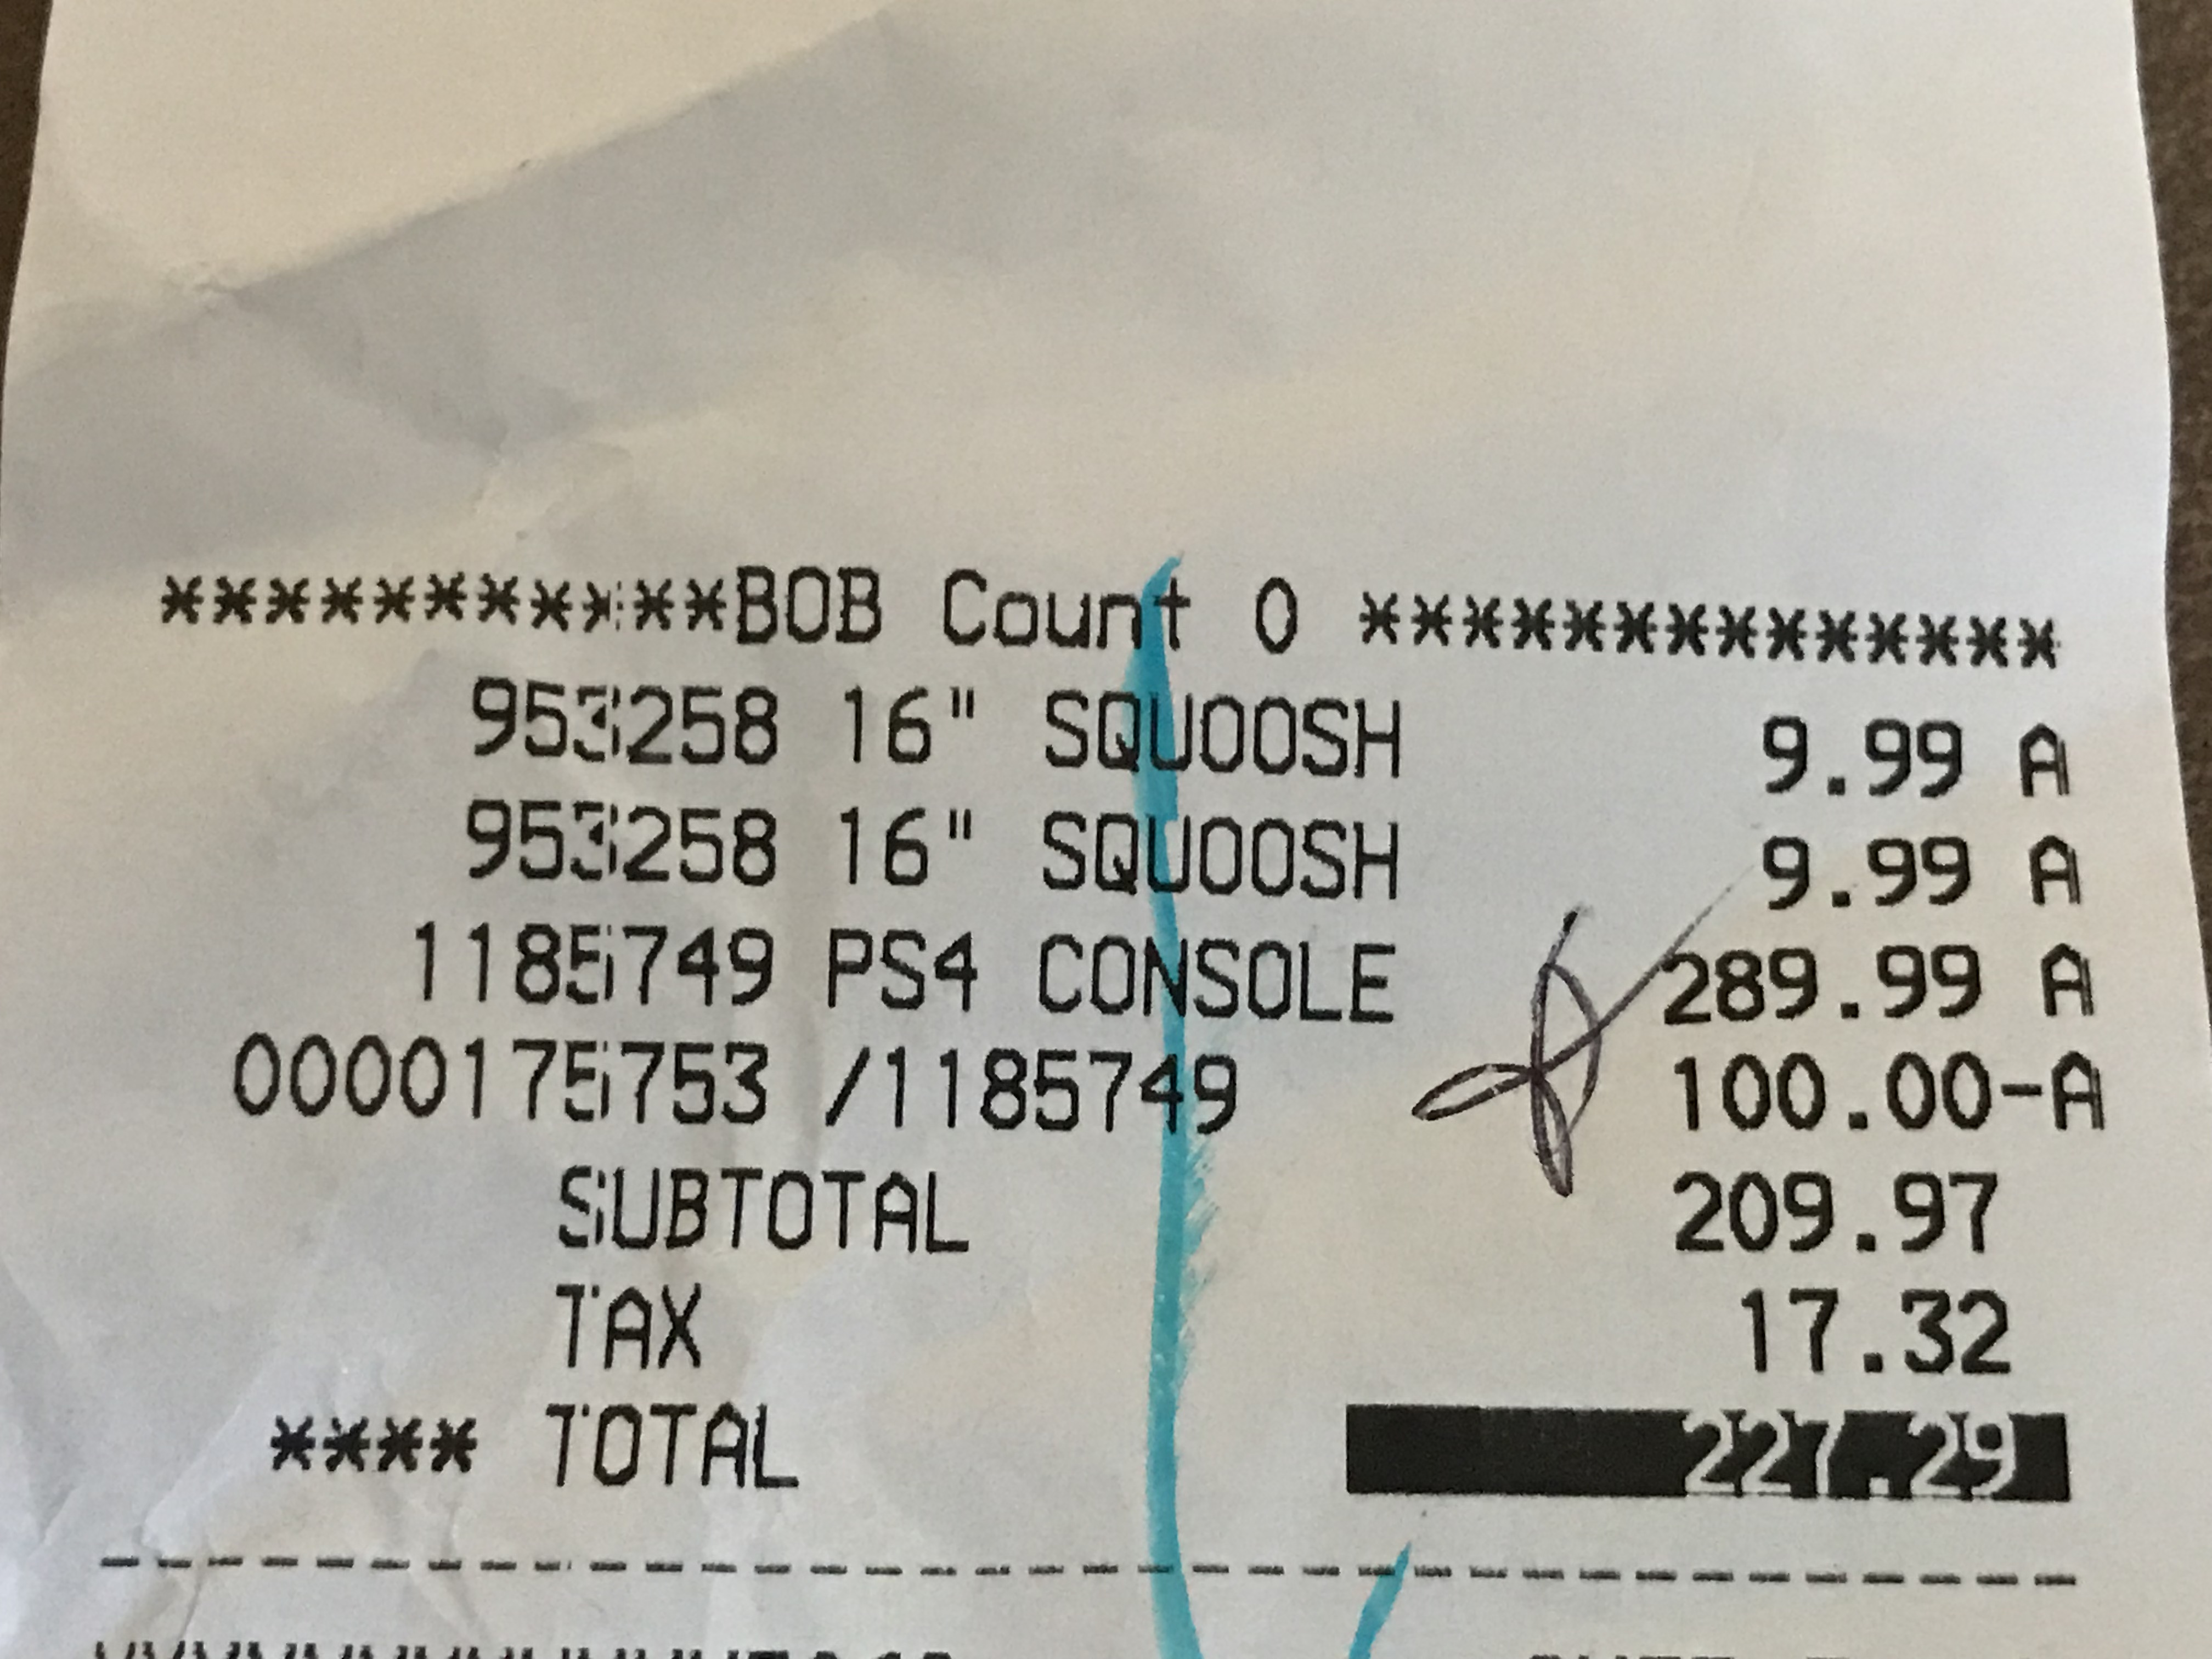 ************BOB Count 0 **************
953258 16" SQUOOSH 9.99 A
953258 16" SQUOOSH 9.99 A
1185749 PS4 CONSOLE 289.99 A
0000175753 /1185749 100.00-A
SUBTOTAL 209.97
TAX 17.32
**** TOTAL 227.29